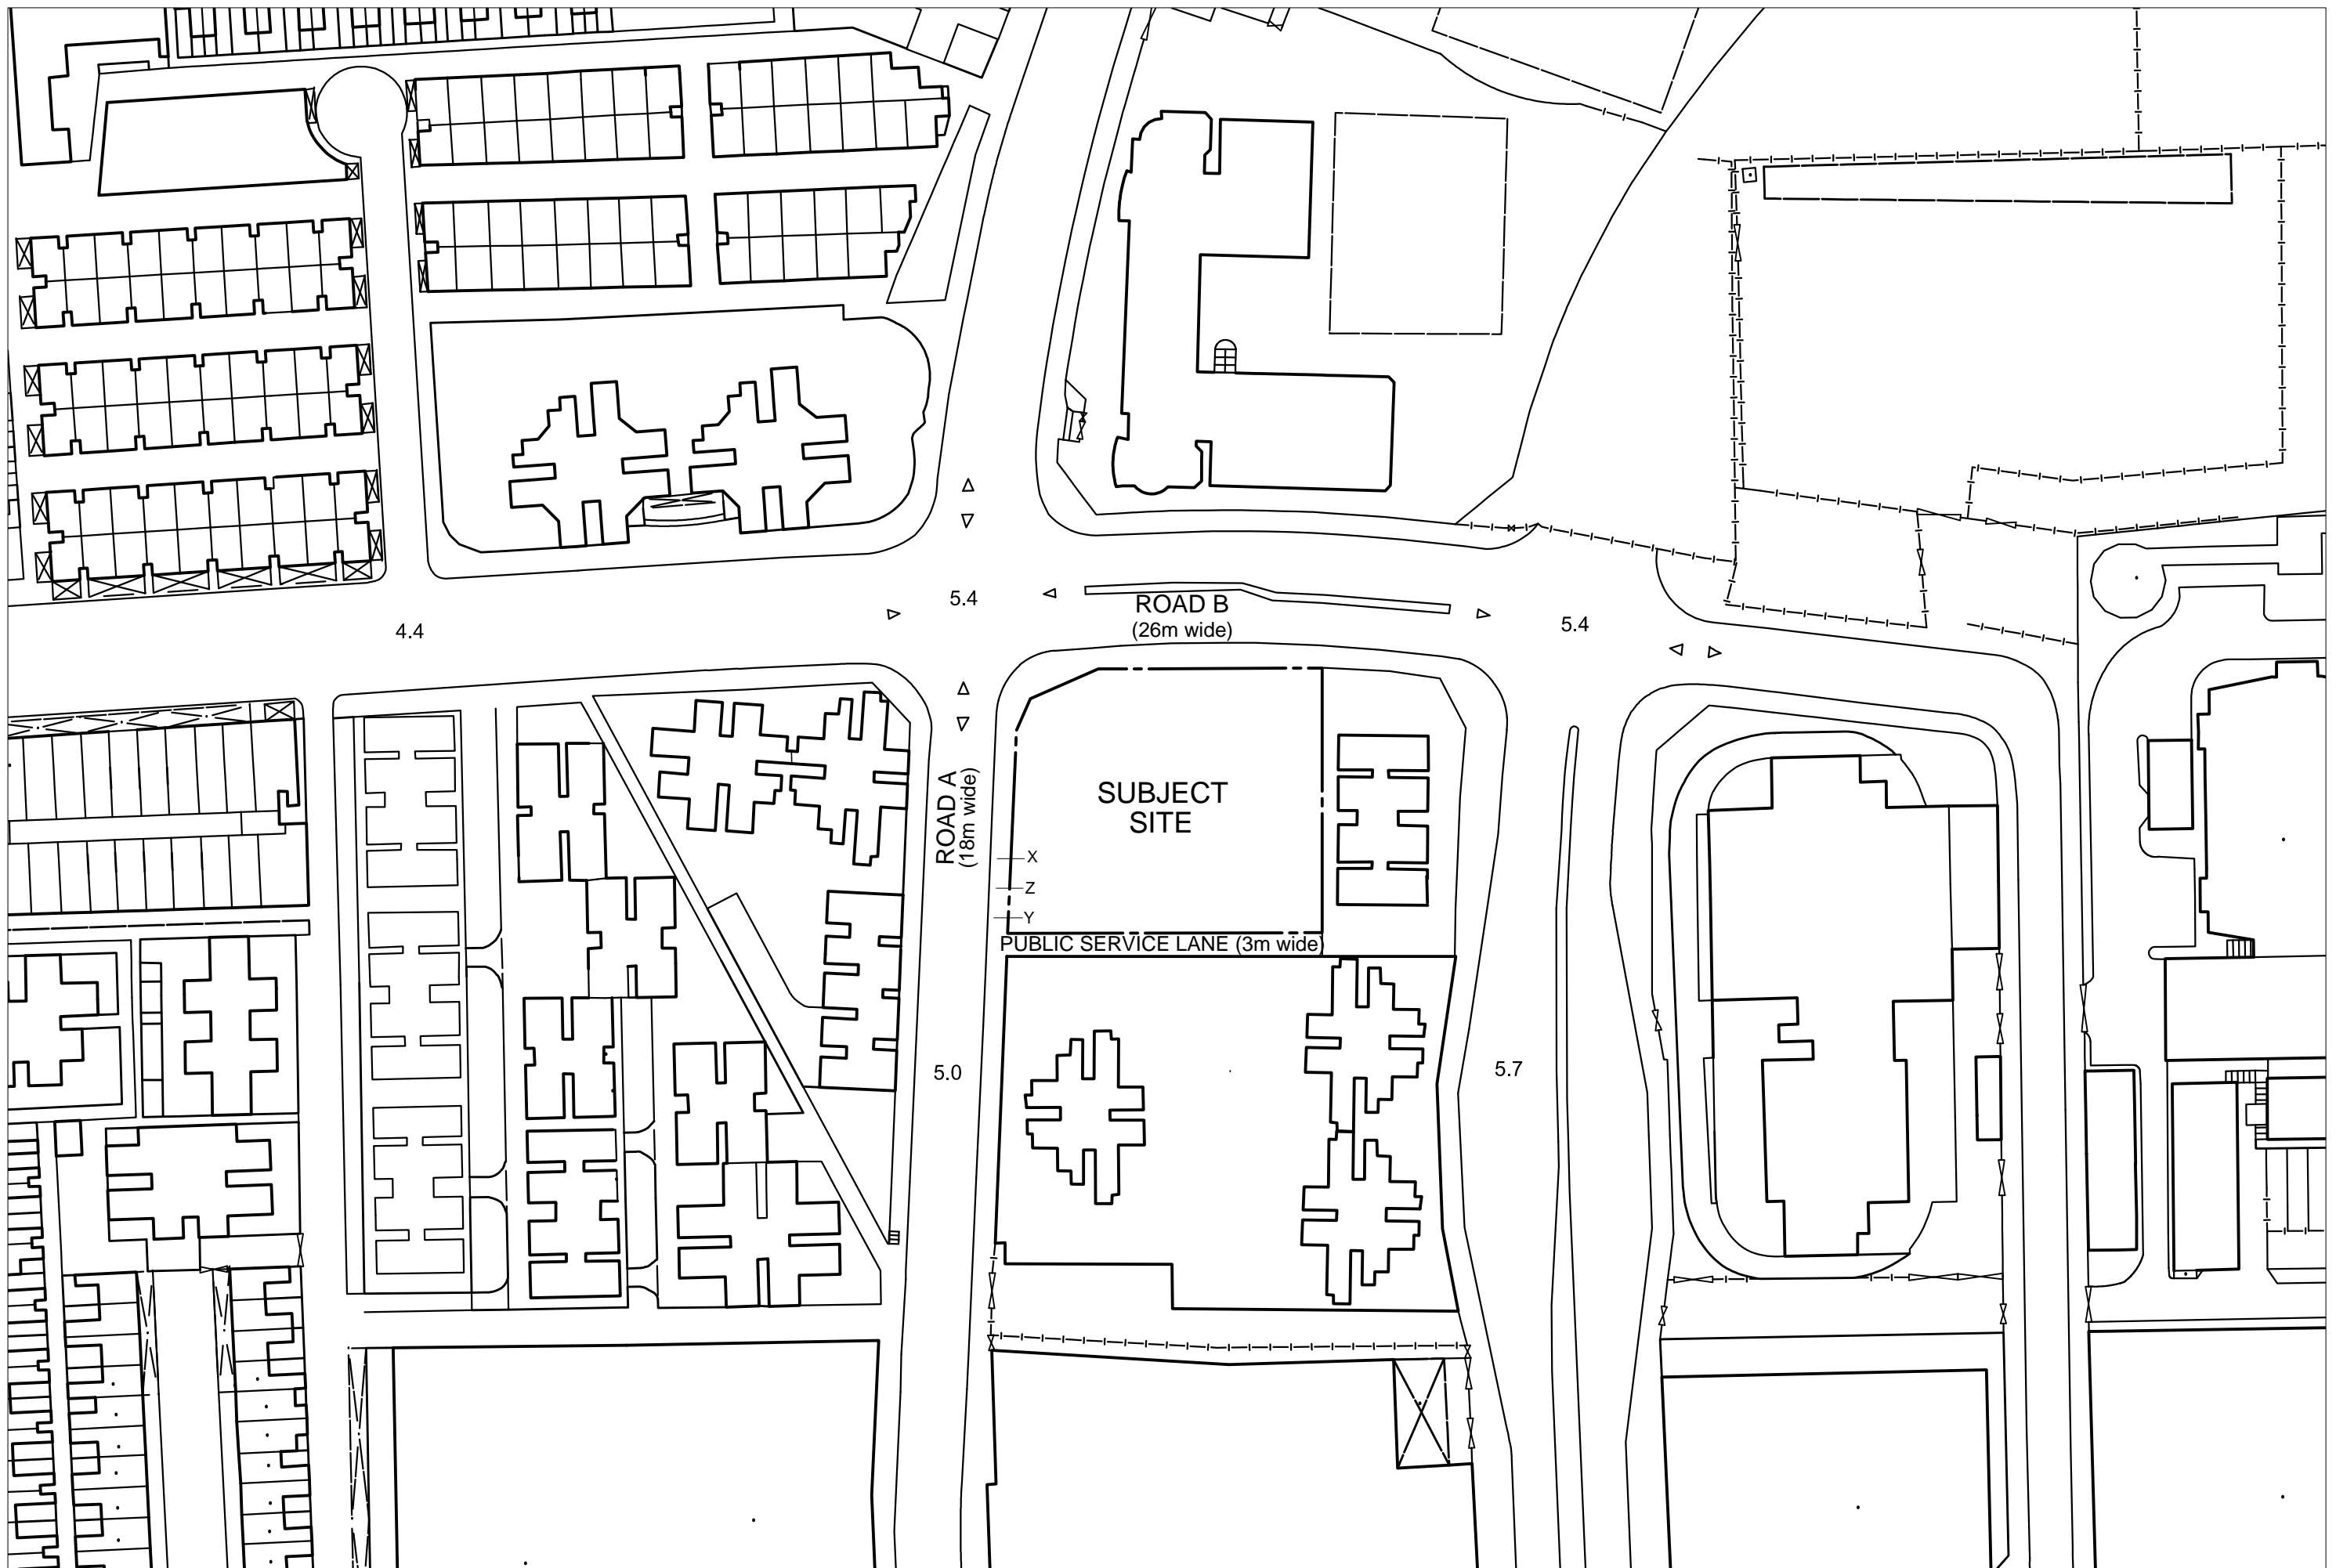 5.4
ROAD B
(26m wide)
5.4
4.4
ROAD A
(18m wide)
SUBJECT
SITE
X
Z
Y
PUBLIC SERVICE LANE (3m wide)
5.0
5.7